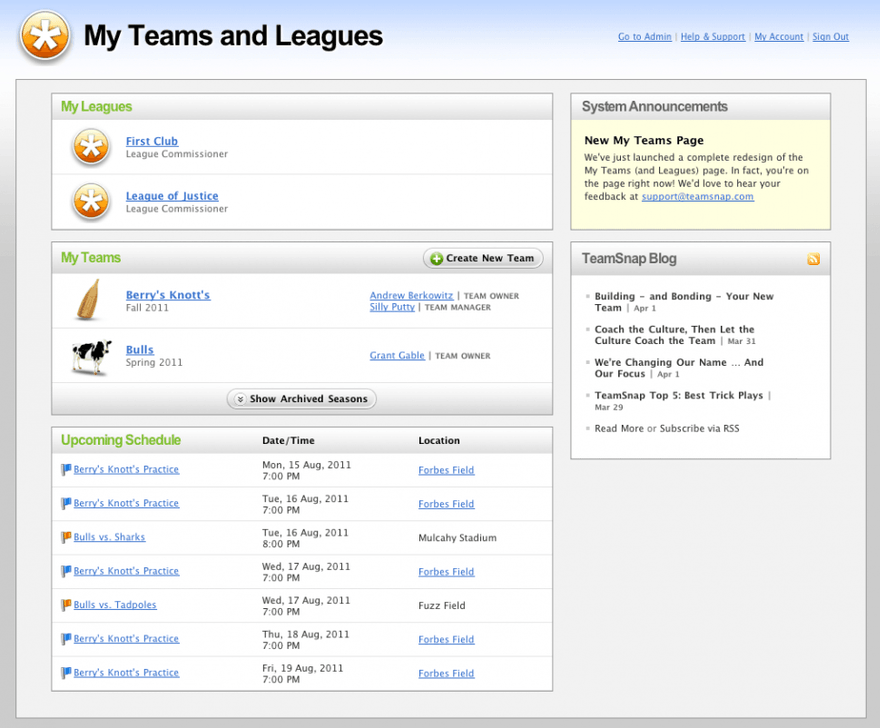 My Teams and Leagues
Go to Admin | Help & Support | My Account | Sign Out
My Leagues
First Club
League Commissioner
League of Justice
League Commissioner
My Teams
Create New Team
Berry's Knott's
Fall 2011
Andrew Berkowitz | TEAM OWNER
Silly Putty | TEAM MANAGER
Bulls
Spring 2011
Grant Gable | TEAM OWNER
Show Archived Seasons
Upcoming Schedule Date/Time Location
Berry's Knott's Practice Mon, 15 Aug, 2011 Forbes Field
7:00 PM
Berry's Knott's Practice Tue, 16 Aug, 2011 Forbes Field
7:00 PM
Bulls vs. Sharks Tue, 16 Aug, 2011 Mulcahy Stadium
8:00 PM
Berry's Knott's Practice Wed, 17 Aug, 2011 Forbes Field
7:00 PM
Bulls vs. Tadpoles Wed, 17 Aug, 2011 Fuzz Field
7:00 PM
Berry's Knott's Practice Thu, 18 Aug, 2011 Forbes Field
7:00 PM
Berry's Knott's Practice Fri, 19 Aug, 2011 Forbes Field
7:00 PM
System Announcements
New My Teams Page
We've just launched a complete redesign of the
My Teams (and Leagues) page. In fact, you're on
the page right now! We'd love to hear your
feedback at support@teamsnap.com
TeamSnap Blog
Building – and Bonding – Your New
Team | Apr 1
Coach the Culture, Then Let the
Culture Coach the Team | Mar 31
We're Changing Our Name ... And
Our Focus | Apr 1
TeamSnap Top 5: Best Trick Plays |
Mar 29
Read More or Subscribe via RSS